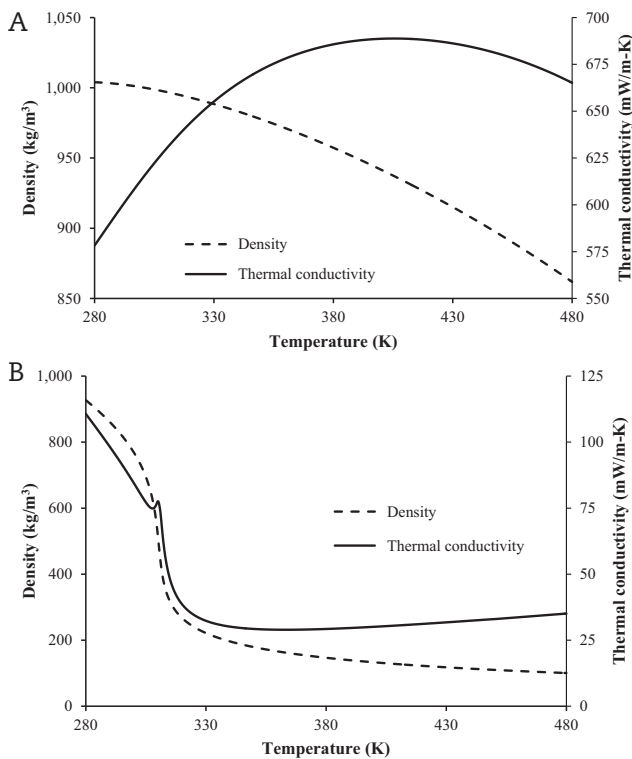 A
1,050
1,000
950
900
850
Density (kg/m³)
700
675
650
625
600
575
550
Thermal conductivity (mW/m-K)
Density
Thermal conductivity
280
330
380
430
480
Temperature (K)
B
1,000
800
600
400
200
0
Density (kg/m³)
125
100
75
50
25
0
Thermal conductivity (mW/m-K)
Density
Thermal conductivity
280
330
380
430
480
Temperature (K)